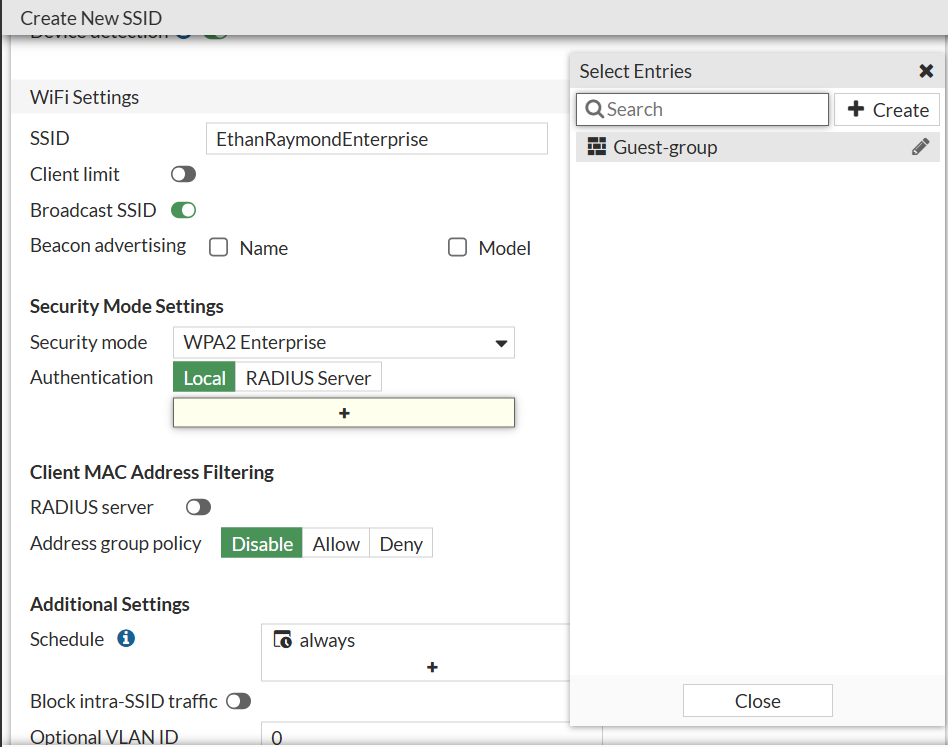 Create New SSID
Device detection
Select Entries
Search
Create
Guest-group
Close
WiFi Settings
SSID EthanRaymondEnterprise
Client limit
Broadcast SSID
Beacon advertising Name Model
Security Mode Settings
Security mode WPA2 Enterprise
Authentication Local RADIUS Server
Client MAC Address Filtering
RADIUS server
Address group policy Disable Allow Deny
Additional Settings
Schedule always
Block intra-SSID traffic
Optional VLAN ID 0